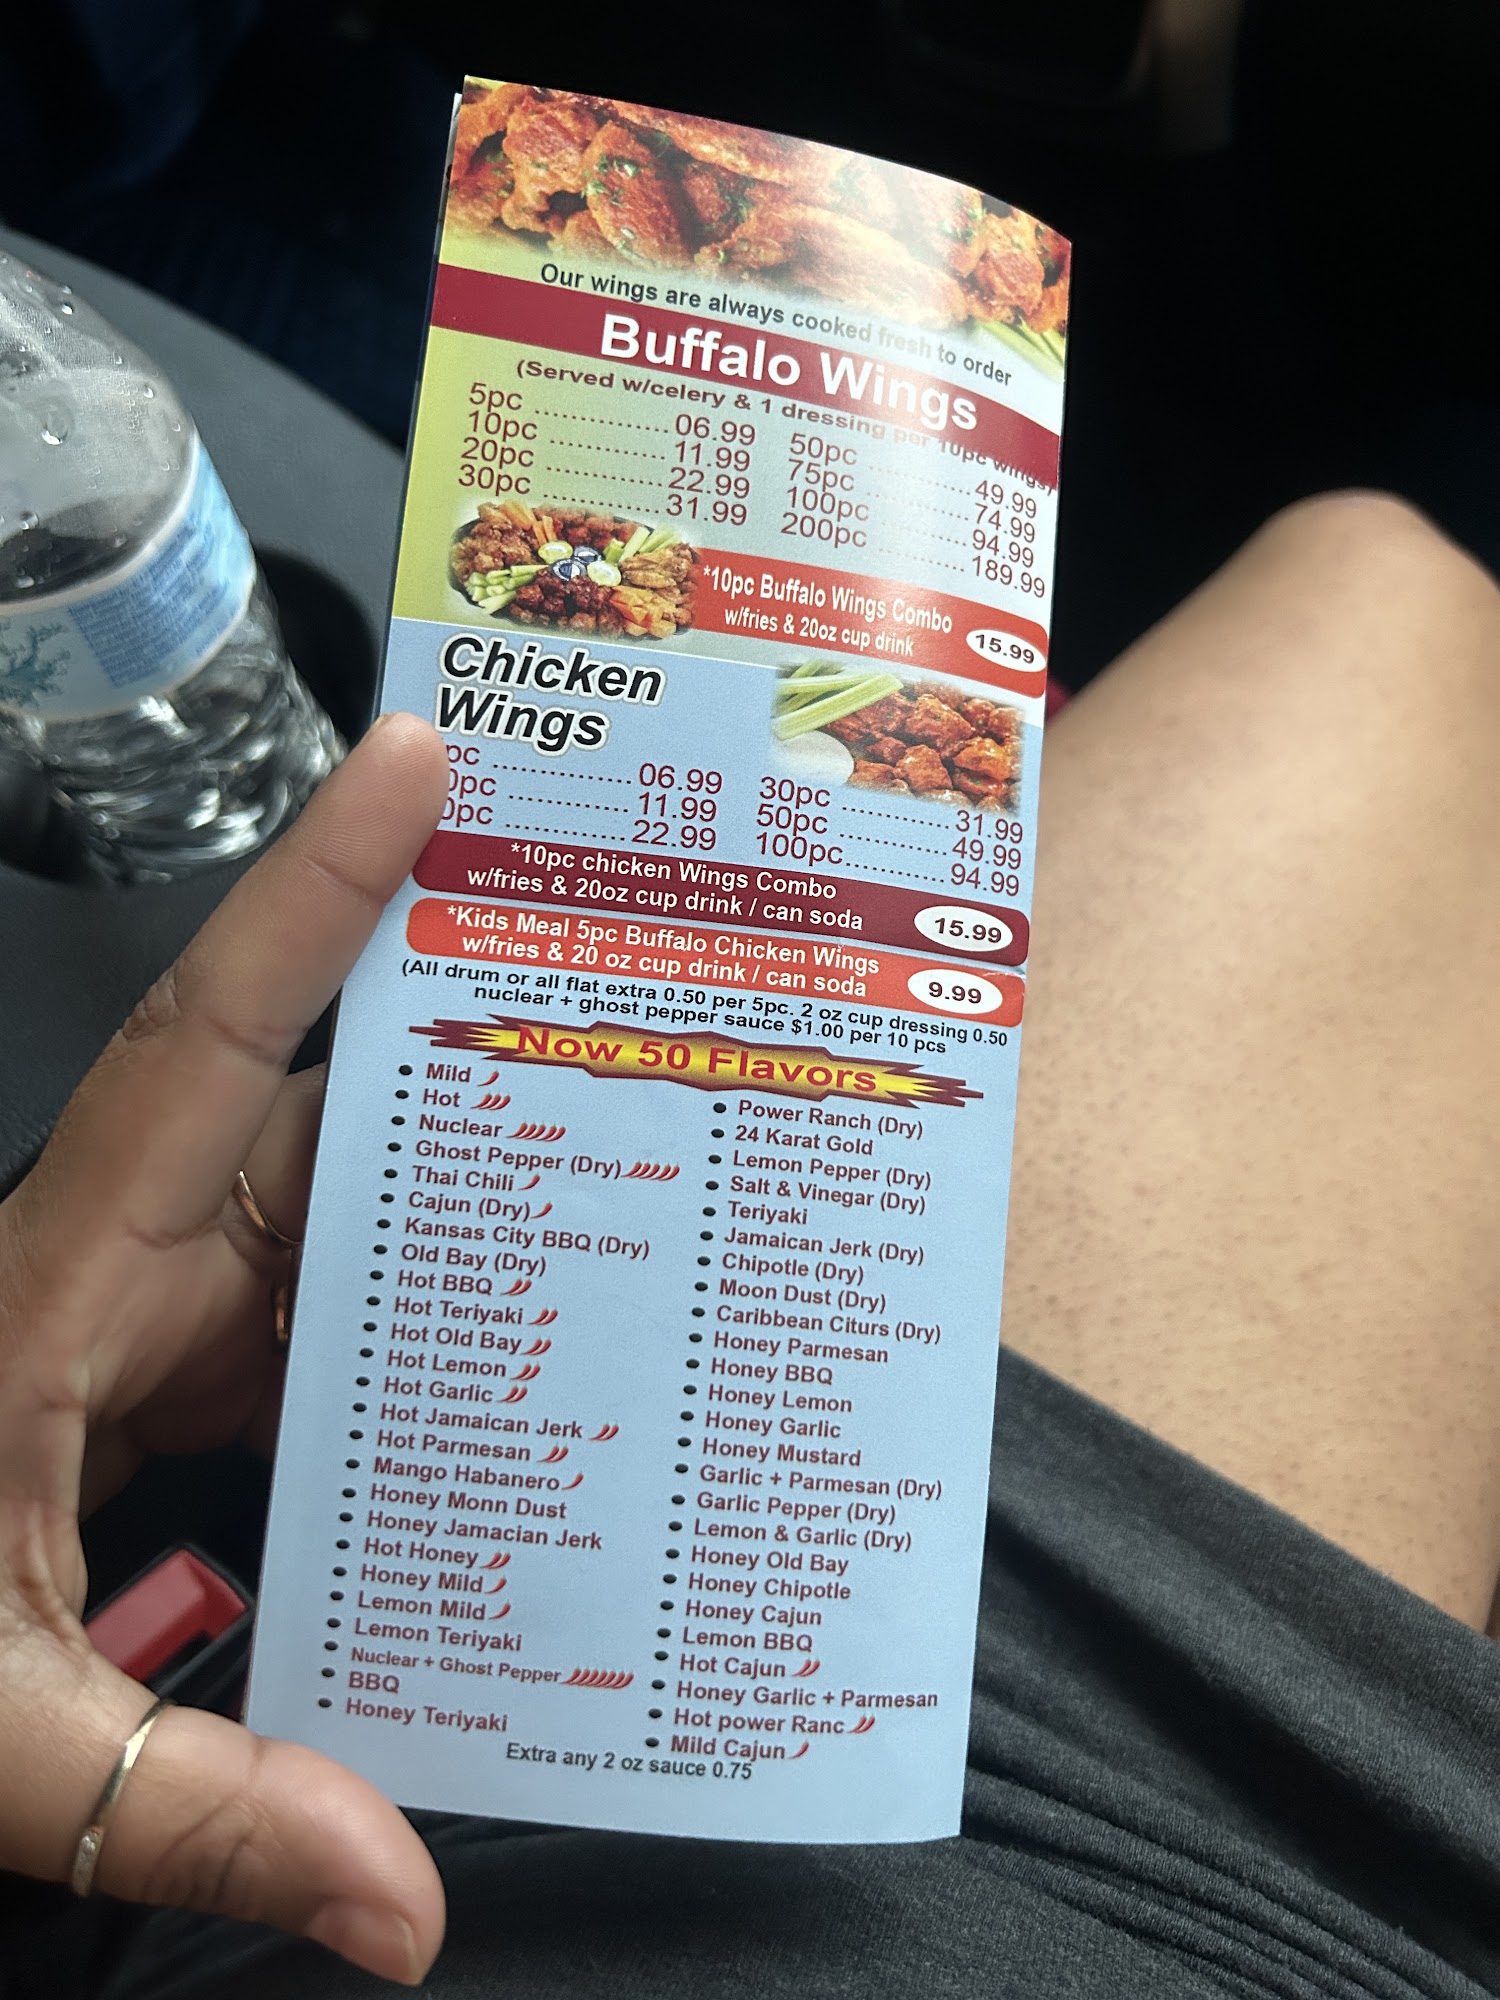 Our wings are always cooked fresh to order
Buffalo Wings
(Served w/celery & 1 dressing per 10pc wings)
5pc .................. 06.99
10pc ................. 11.99
20pc ................. 22.99
30pc ................. 31.99
50pc ............... 49.99
75pc ............... 74.99
100pc ............. 94.99
200pc ............. 189.99
*10pc Buffalo Wings Combo
w/fries & 20oz cup drink
15.99
Chicken
Wings
pc .................. 06.99
0pc ................. 11.99
0pc ................. 22.99
30pc ............... 31.99
50pc ............... 49.99
100pc.............. 94.99
*10pc chicken Wings Combo
w/fries & 20oz cup drink / can soda
15.99
*Kids Meal 5pc Buffalo Chicken Wings
w/fries & 20 oz cup drink / can soda
9.99
(All drum or all flat extra 0.50 per 5pc. 2 oz cup dressing 0.50
nuclear + ghost pepper sauce $1.00 per 10 pcs
Now 50 Flavors
• Mild
• Hot
• Nuclear
• Ghost Pepper (Dry)
• Thai Chili
• Cajun (Dry)
• Kansas City BBQ (Dry)
• Old Bay (Dry)
• Hot BBQ
• Hot Teriyaki
• Hot Old Bay
• Hot Lemon
• Hot Garlic
• Hot Jamaican Jerk
• Hot Parmesan
• Mango Habanero
• Honey Monn Dust
• Honey Jamacian Jerk
• Hot Honey
• Honey Mild
• Lemon Mild
• Lemon Teriyaki
• Nuclear + Ghost Pepper
• BBQ
• Honey Teriyaki
• Power Ranch (Dry)
• 24 Karat Gold
• Lemon Pepper (Dry)
• Salt & Vinegar (Dry)
• Teriyaki
• Jamaican Jerk (Dry)
• Chipotle (Dry)
• Moon Dust (Dry)
• Caribbean Citurs (Dry)
• Honey Parmesan
• Honey BBQ
• Honey Lemon
• Honey Garlic
• Honey Mustard
• Garlic + Parmesan (Dry)
• Garlic Pepper (Dry)
• Lemon & Garlic (Dry)
• Honey Old Bay
• Honey Chipotle
• Honey Cajun
• Lemon BBQ
• Hot Cajun
• Honey Garlic + Parmesan
• Hot power Ranc
• Mild Cajun
Extra any 2 oz sauce 0.75